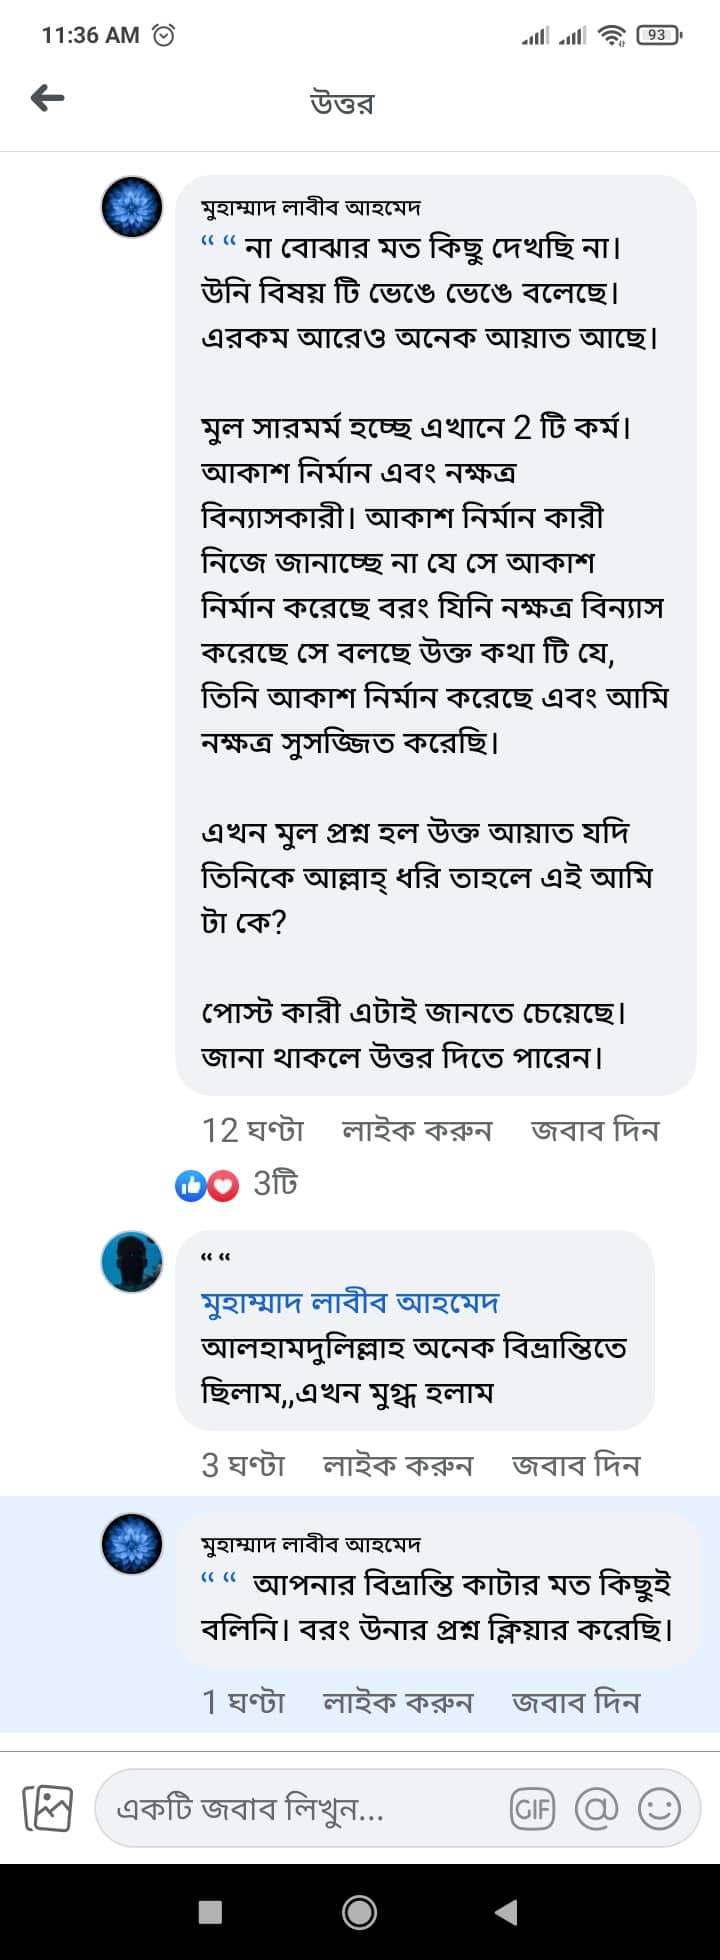 11:36 AM
93
উত্তর
মুহাম্মাদ লাবীব আহমেদ
“ “ না বোঝার মত কিছু দেখছি না।
উনি বিষয় টি ভেঙে ভেঙে বলেছে।
এরকম আরেও অনেক আয়াত আছে।
মুল সারমর্ম হচ্ছে এখানে 2 টি কর্ম।
আকাশ নির্মান এবং নক্ষত্র
বিন্যাসকারী। আকাশ নির্মান কারী
নিজে জানাচ্ছে না যে সে আকাশ
নির্মান করেছে বরং যিনি নক্ষত্র বিন্যাস
করেছে সে বলছে উক্ত কথা টি যে,
তিনি আকাশ নির্মান করেছে এবং আমি
নক্ষত্র সুসজ্জিত করেছি।
এখন মুল প্রশ্ন হল উক্ত আয়াত যদি
তিনিকে আল্লাহ্ ধরি তাহলে এই আমি
টা কে?
পোস্ট কারী এটাই জানতে চেয়েছে।
জানা থাকলে উত্তর দিতে পারেন।
12 ঘণ্টা লাইক করুন জবাব দিন
3টি
“ “
মুহাম্মাদ লাবীব আহমেদ
আলহামদুলিল্লাহ অনেক বিভ্রান্তিতে
ছিলাম,,এখন মুগ্ধ হলাম
3 ঘণ্টা লাইক করুন জবাব দিন
মুহাম্মাদ লাবীব আহমেদ
“ “ আপনার বিভ্রান্তি কাটার মত কিছুই
বলিনি। বরং উনার প্রশ্ন ক্লিয়ার করেছি।
1 ঘণ্টা লাইক করুন জবাব দিন
একটি জবাব লিখুন...
GIF @